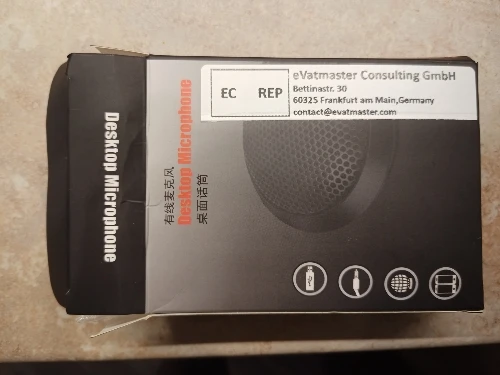 Desktop Microphone
有线麦克风
Desktop Microphone
桌面话筒
EC REP
eVatmaster Consulting GmbH
Bettinastr. 30
60325 Frankfurt am Main,Germany
contact@evatmaster.com